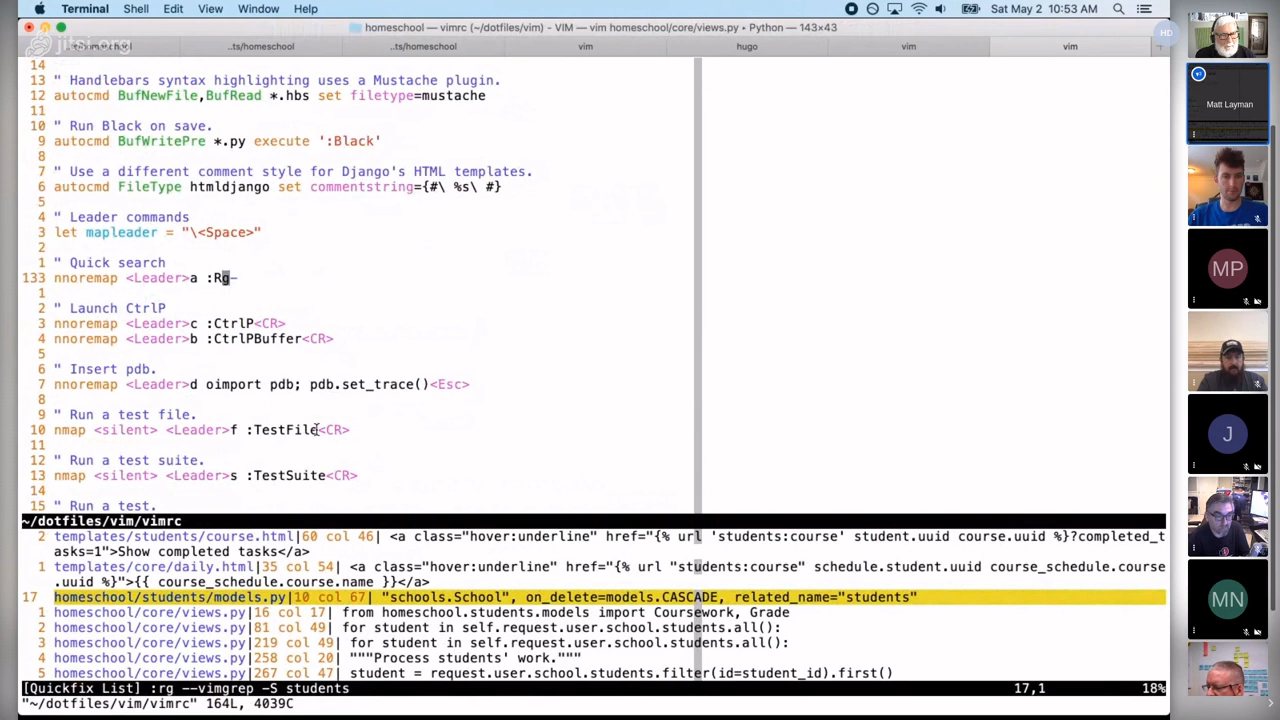 Terminal Shell Edit View Window Help Sat May 2 10:53 AM
homeschool — vimrc (~/dotfiles/vim) - VIM — vim homeschool/core/views.py • Python — 143×43
jitsi.org ..ts/homeschool ..ts/homeschool vim hugo vim vim
HD
14
13 " Handlebars syntax highlighting uses a Mustache plugin.
12 autocmd BufNewFile,BufRead *.hbs set filetype=mustache
11
10 " Run Black on save.
9 autocmd BufWritePre *.py execute ':Black'
8
7 " Use a different comment style for Django's HTML templates.
6 autocmd FileType htmldjango set commentstring={#\ %s\ #}
5
4 " Leader commands
3 let mapleader = "\<Space>"
2
1 " Quick search
133 nnoremap <Leader>a :Rg-
1
2 " Launch CtrlP
3 nnoremap <Leader>c :CtrlP<CR>
4 nnoremap <Leader>b :CtrlPBuffer<CR>
5
6 " Insert pdb.
7 nnoremap <Leader>d oimport pdb; pdb.set_trace()<Esc>
8
9 " Run a test file.
10 nmap <silent> <Leader>f :TestFile<CR>
11
12 " Run a test suite.
13 nmap <silent> <Leader>s :TestSuite<CR>
14
15 " Run a test.
~/dotfiles/vim/vimrc
2 templates/students/course.html|60 col 46| <a class="hover:underline" href="{% url 'students:course' student.uuid course.uuid %}?completed_t
asks=1">Show completed tasks</a>
1 templates/core/daily.html|35 col 54| <a class="hover:underline" href="{% url "students:course" schedule.student.uuid course_schedule.course
.uuid %}">{{ course_schedule.course.name }}</a>
17 homeschool/students/models.py|10 col 67| "schools.School", on_delete=models.CASCADE, related_name="students"
1 homeschool/core/views.py|16 col 17| from homeschool.students.models import Coursework, Grade
2 homeschool/core/views.py|81 col 49| for student in self.request.user.school.students.all():
3 homeschool/core/views.py|219 col 49| for student in self.request.user.school.students.all():
4 homeschool/core/views.py|258 col 20| """Process students' work."""
5 homeschool/core/views.py|267 col 47| student = request.user.school.students.filter(id=student_id).first()
[Quickfix List] :rg --vimgrep -S students 17,1 18%
"~/dotfiles/vim/vimrc" 164L, 4039C
Matt Layman
MP
J
MN